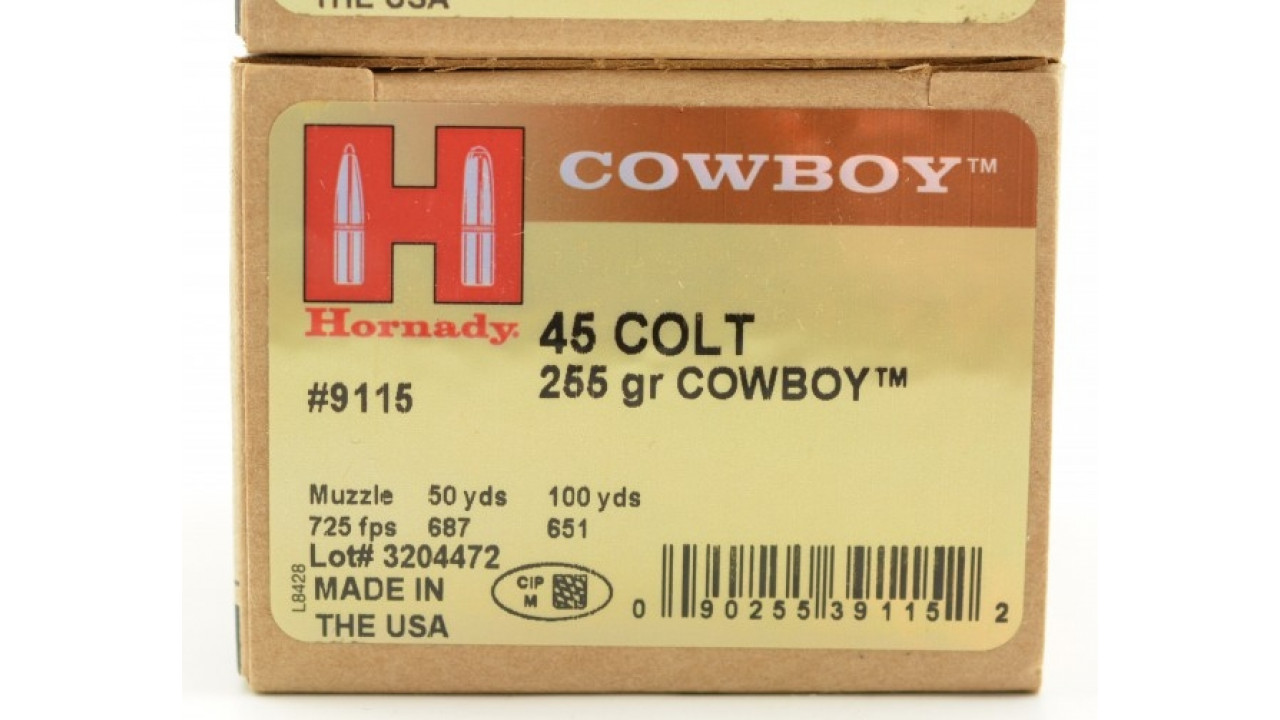 THE USA
COWBOY™
Hornady.
45 COLT
255 gr COWBOY™
#9115
Muzzle 50 yds 100 yds
725 fps 687 651
Lot# 3204472
L8428
MADE IN
THE USA
CIP
M
0 90255 39115 2